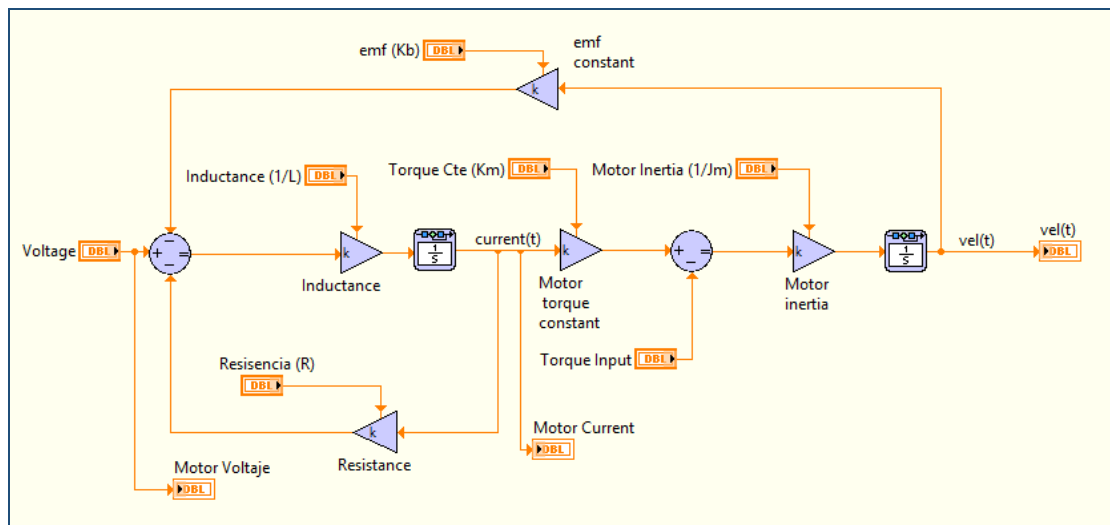 emf (Kb)
DBL
emf
constant
k
Inductance (1/L)
DBL
Torque Cte (Km)
DBL
Motor Inertia (1/Jm)
DBL
Voltage
DBL
+ − − =
k
1/S
current(t)
k
+ − =
k
1/S
vel(t)
vel(t)
DBL
Inductance
Motor
torque
constant
Motor
inertia
Torque Input
DBL
Resisencia (R)
DBL
k
Resistance
Motor Current
DBL
Motor Voltaje
DBL